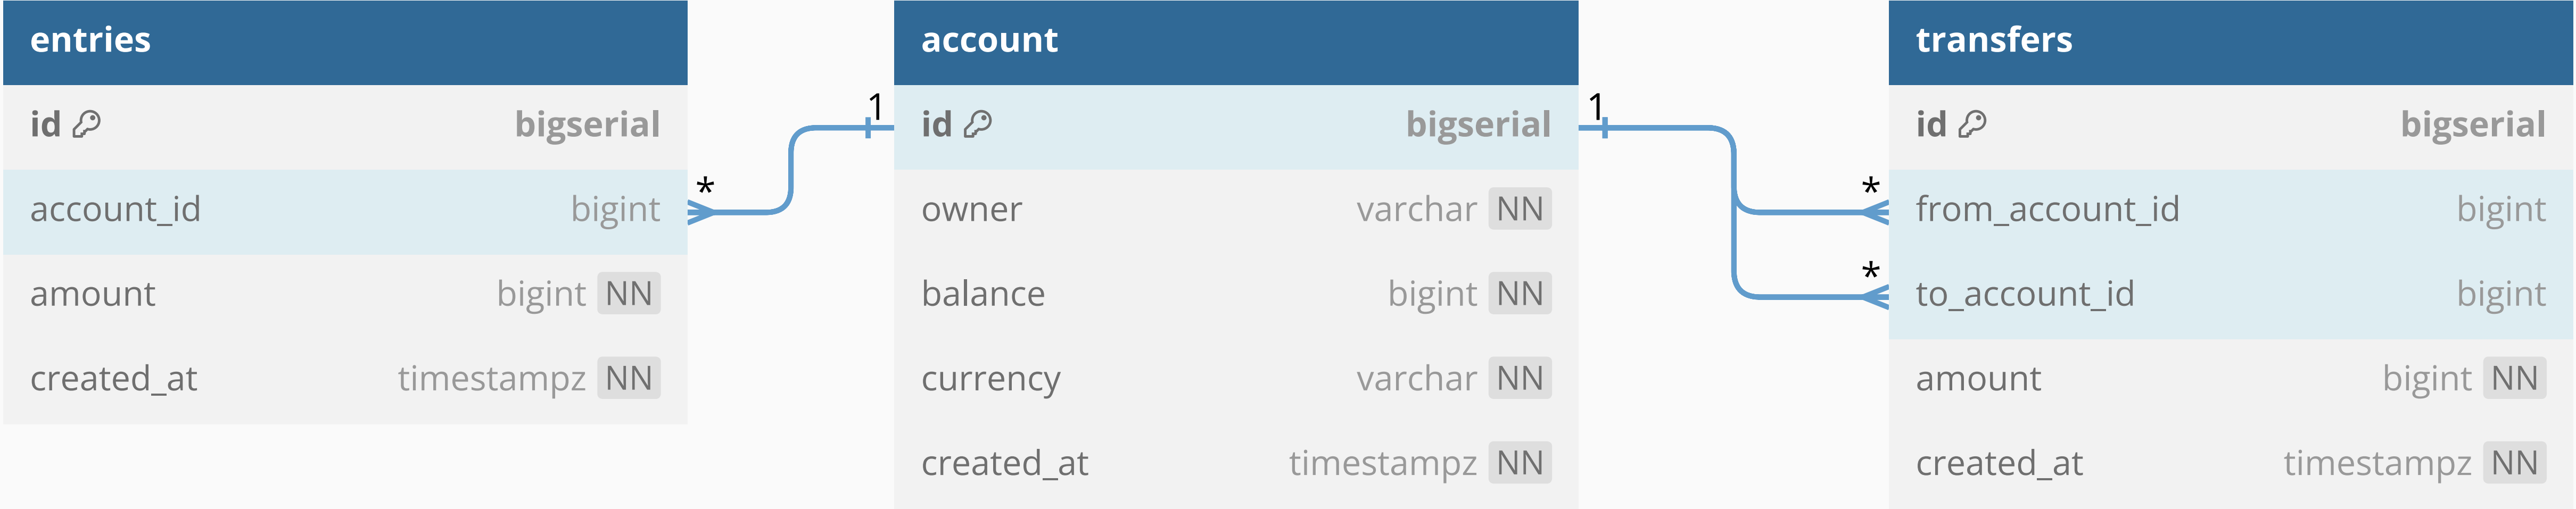 entries
id bigserial
account_id bigint
amount bigint NN
created_at timestampz NN
1
*
account
id bigserial
owner varchar NN
balance bigint NN
currency varchar NN
created_at timestampz NN
1
*
*
transfers
id bigserial
from_account_id bigint
to_account_id bigint
amount bigint NN
created_at timestampz NN